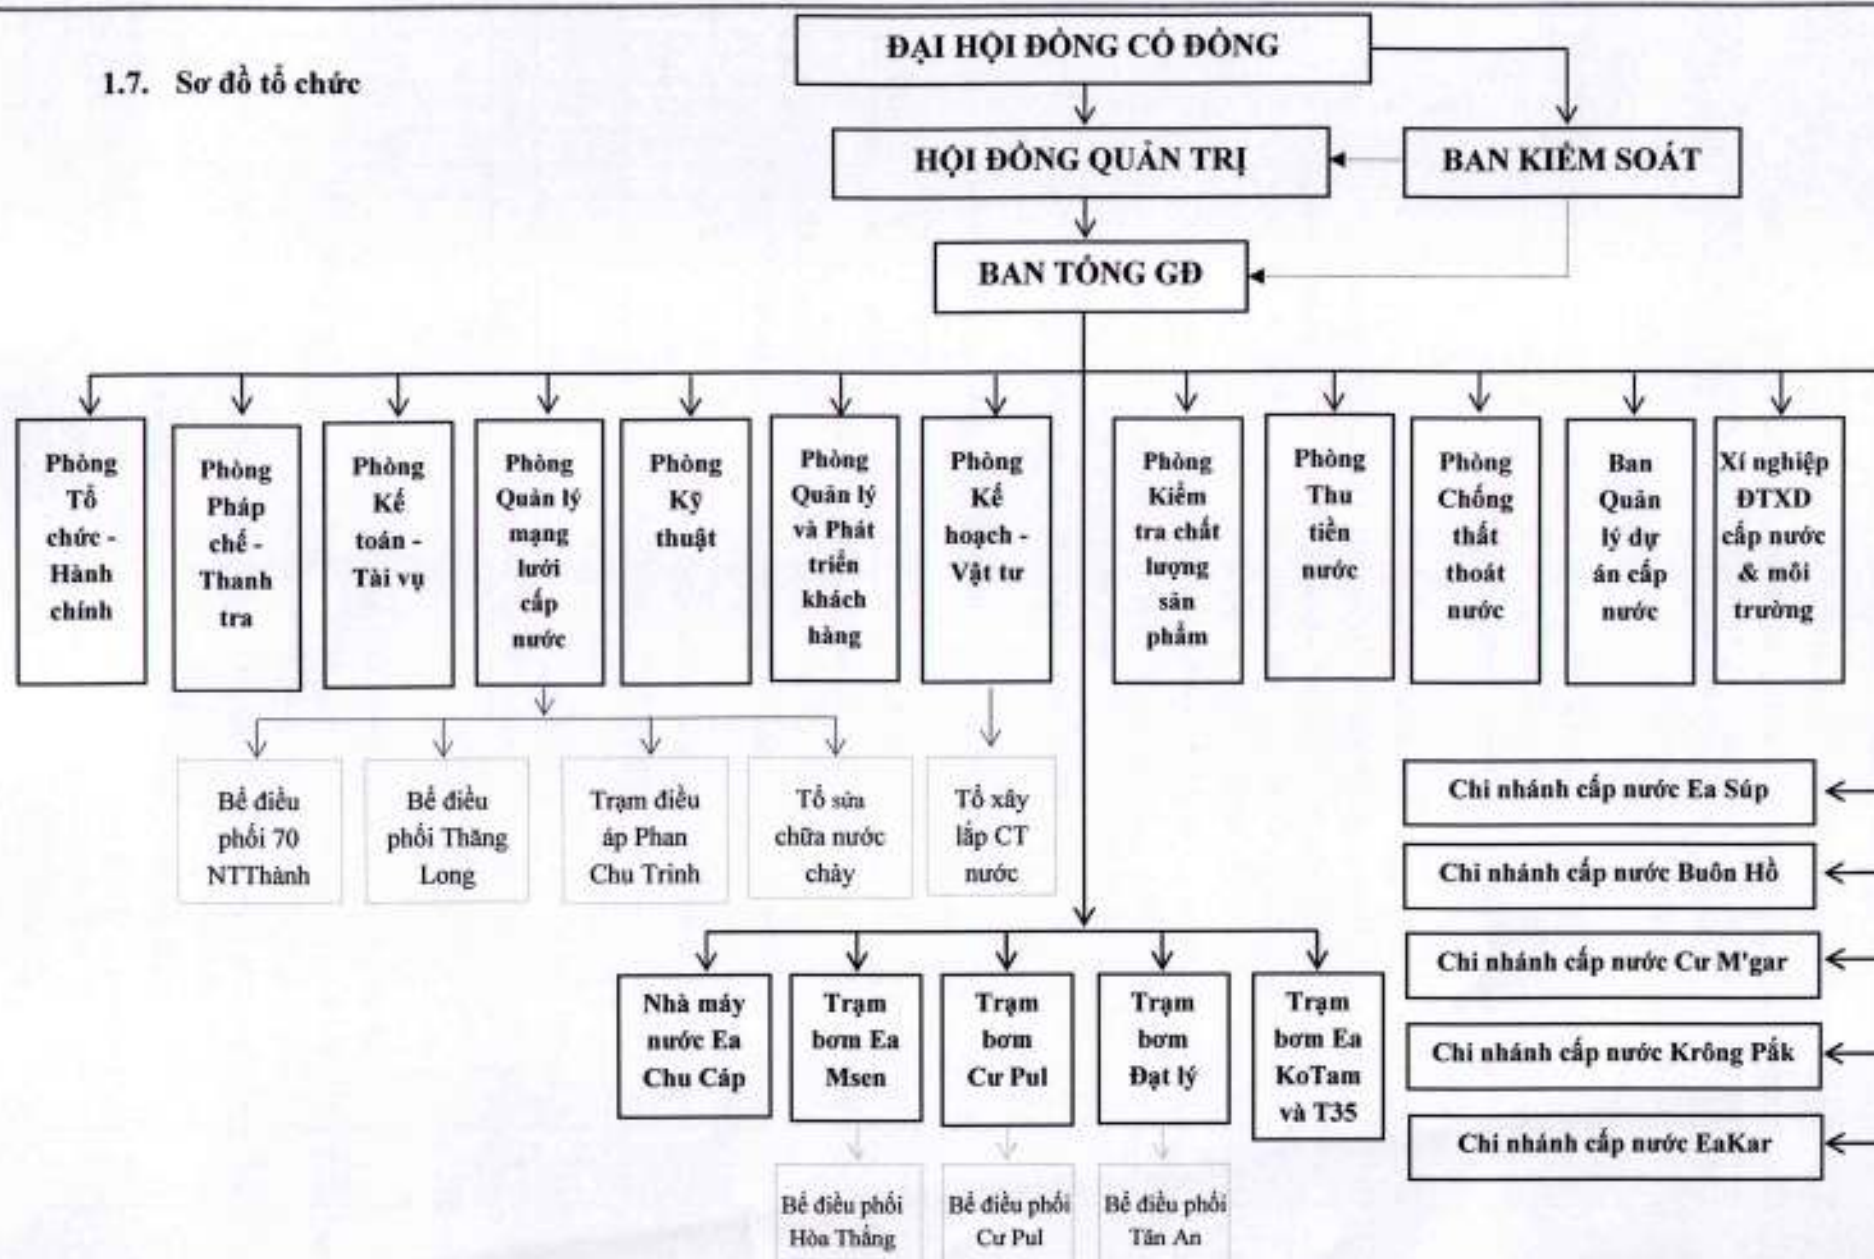 1.7. Sơ đồ tổ chức
ĐẠI HỘI ĐỒNG CỔ ĐÔNG
HỘI ĐỒNG QUẢN TRỊ
BAN KIỂM SOÁT
BAN TỔNG GĐ
Phòng
Tổ
chức -
Hành
chính
Phòng
Pháp
chế -
Thanh
tra
Phòng
Kế
toán -
Tài vụ
Phòng
Quản lý
mạng
lưới
cấp
nước
Phòng
Kỹ
thuật
Phòng
Quản lý
và Phát
triển
khách
hàng
Phòng
Kế
hoạch -
Vật tư
Phòng
Kiểm
tra chất
lượng
sản
phẩm
Phòng
Thu
tiền
nước
Phòng
Chống
thất
thoát
nước
Ban
Quản
lý dự
án cấp
nước
Xí nghiệp
ĐTXD
cấp nước
& môi
trường
Bể điều
phối 70
NTThành
Bể điều
phối Thăng
Long
Trạm điều
áp Phan
Chu Trinh
Tổ sửa
chữa nước
chảy
Tổ xây
lắp CT
nước
Chi nhánh cấp nước Ea Súp
Chi nhánh cấp nước Buôn Hồ
Chi nhánh cấp nước Cư M'gar
Chi nhánh cấp nước Krông Pắk
Chi nhánh cấp nước EaKar
Nhà máy
nước Ea
Chu Cáp
Trạm
bơm Ea
Msen
Trạm
bơm
Cư Pul
Trạm
bơm
Đạt lý
Trạm
bơm Ea
KoTam
và T35
Bể điều phối
Hòa Thắng
Bể điều phối
Cư Pul
Bể điều phối
Tân An